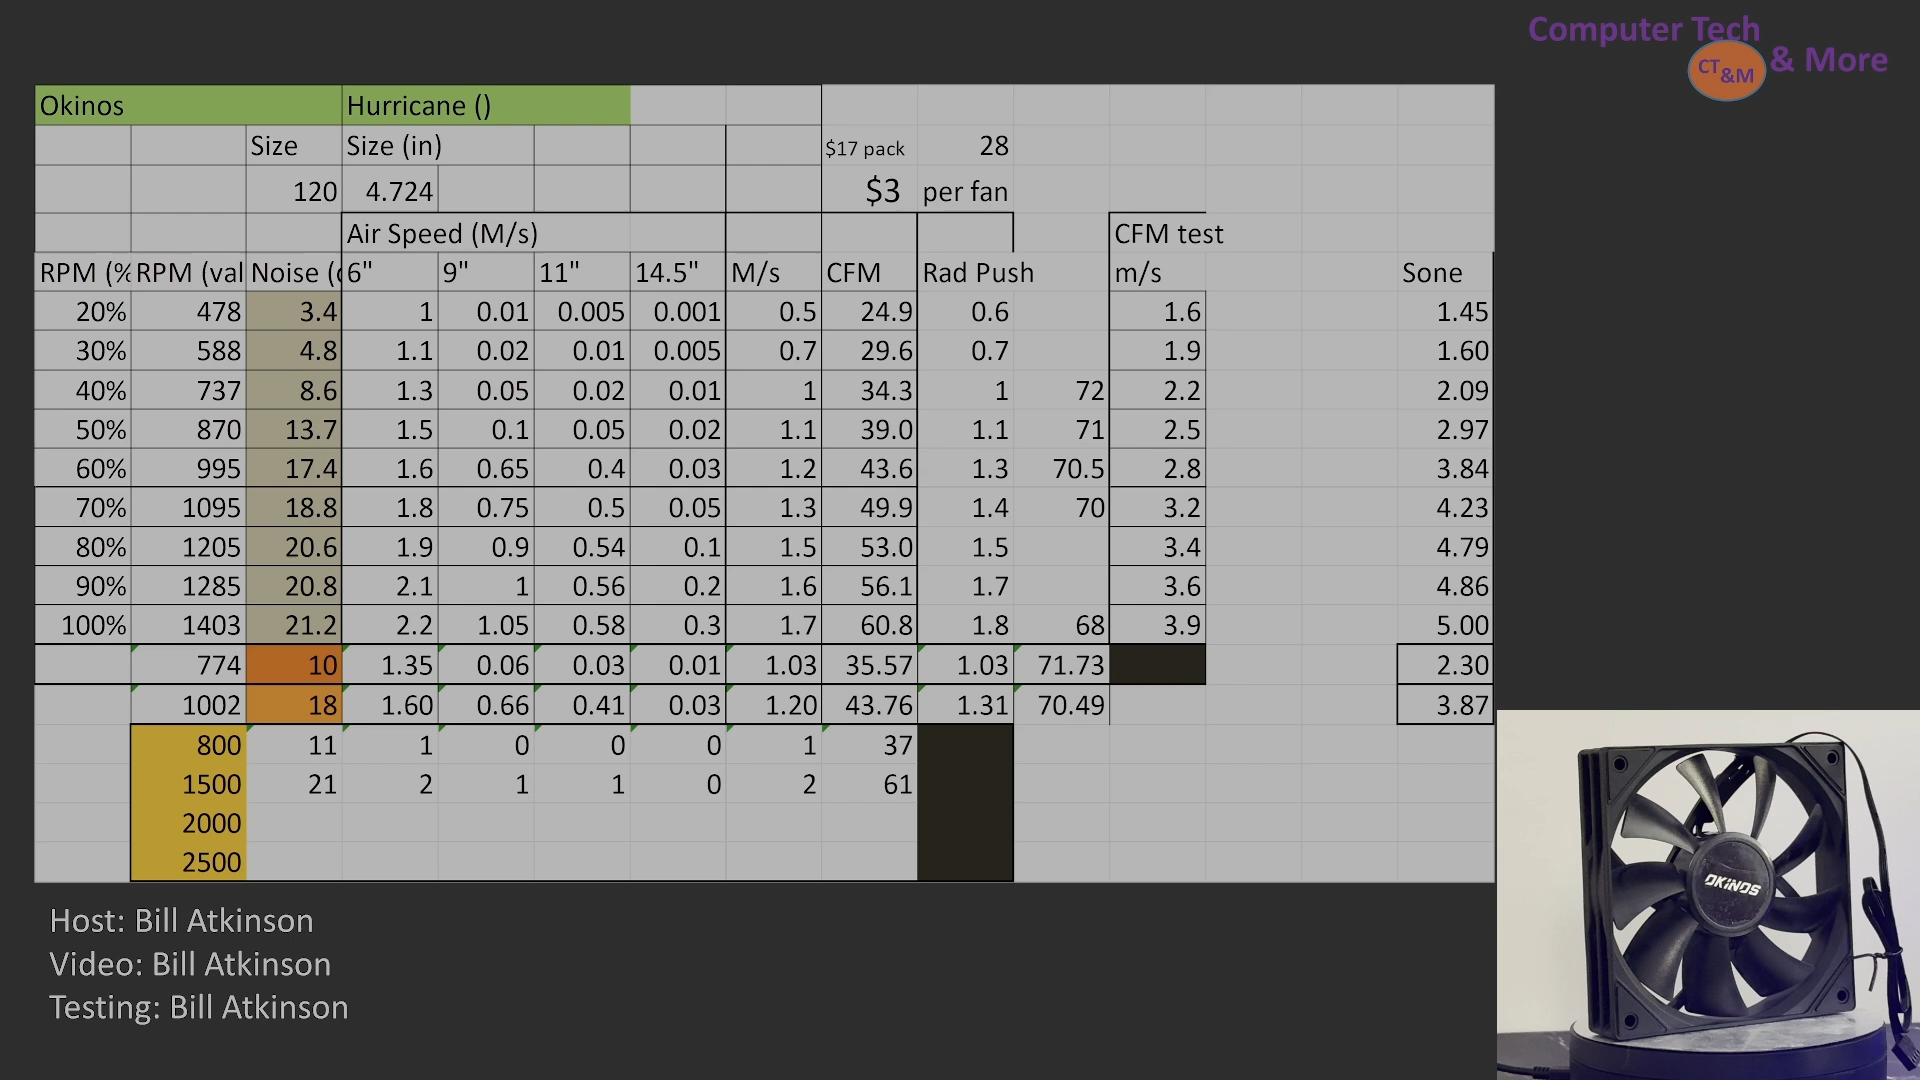 Computer Tech
CT&M & More
Okinos Hurricane ()
Size Size (in) $17 pack 28
120 4.724 $3 per fan
Air Speed (M/s) CFM test
RPM (% RPM (val Noise (d 6" 9" 11" 14.5" M/s CFM Rad Push m/s Sone
20% 478 3.4 1 0.01 0.005 0.001 0.5 24.9 0.6 1.6 1.45
30% 588 4.8 1.1 0.02 0.01 0.005 0.7 29.6 0.7 1.9 1.60
40% 737 8.6 1.3 0.05 0.02 0.01 1 34.3 1 72 2.2 2.09
50% 870 13.7 1.5 0.1 0.05 0.02 1.1 39.0 1.1 71 2.5 2.97
60% 995 17.4 1.6 0.65 0.4 0.03 1.2 43.6 1.3 70.5 2.8 3.84
70% 1095 18.8 1.8 0.75 0.5 0.05 1.3 49.9 1.4 70 3.2 4.23
80% 1205 20.6 1.9 0.9 0.54 0.1 1.5 53.0 1.5 3.4 4.79
90% 1285 20.8 2.1 1 0.56 0.2 1.6 56.1 1.7 3.6 4.86
100% 1403 21.2 2.2 1.05 0.58 0.3 1.7 60.8 1.8 68 3.9 5.00
774 10 1.35 0.06 0.03 0.01 1.03 35.57 1.03 71.73 2.30
1002 18 1.60 0.66 0.41 0.03 1.20 43.76 1.31 70.49 3.87
800 11 1 0 0 0 1 37
1500 21 2 1 1 0 2 61
2000
2500
OKINOS
Host: Bill Atkinson
Video: Bill Atkinson
Testing: Bill Atkinson